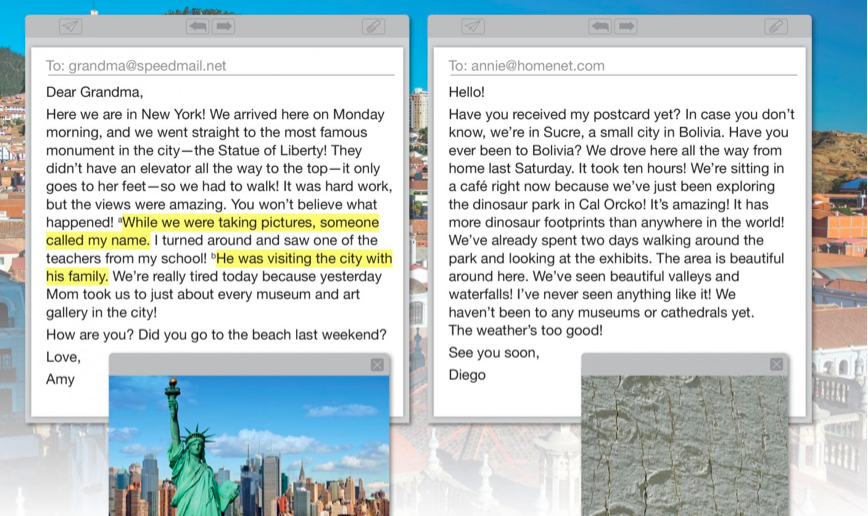 To: grandma@speedmail.net
Dear Grandma,
Here we are in New York! We arrived here on Monday
morning, and we went straight to the most famous
monument in the city—the Statue of Liberty! They
didn't have an elevator all the way to the top—it only
goes to her feet—so we had to walk! It was hard work,
but the views were amazing. You won't believe what
happened! ᵃWhile we were taking pictures, someone
called my name. I turned around and saw one of the
teachers from my school! ᵇHe was visiting the city with
his family. We're really tired today because yesterday
Mom took us to just about every museum and art
gallery in the city!
How are you? Did you go to the beach last weekend?
Love,
Amy
To: annie@homenet.com
Hello!
Have you received my postcard yet? In case you don't
know, we're in Sucre, a small city in Bolivia. Have you
ever been to Bolivia? We drove here all the way from
home last Saturday. It took ten hours! We're sitting in
a café right now because we've just been exploring
the dinosaur park in Cal Orcko! It's amazing! It has
more dinosaur footprints than anywhere in the world!
We've already spent two days walking around the
park and looking at the exhibits. The area is beautiful
around here. We've seen beautiful valleys and
waterfalls! I've never seen anything like it! We
haven't been to any museums or cathedrals yet.
The weather's too good!
See you soon,
Diego